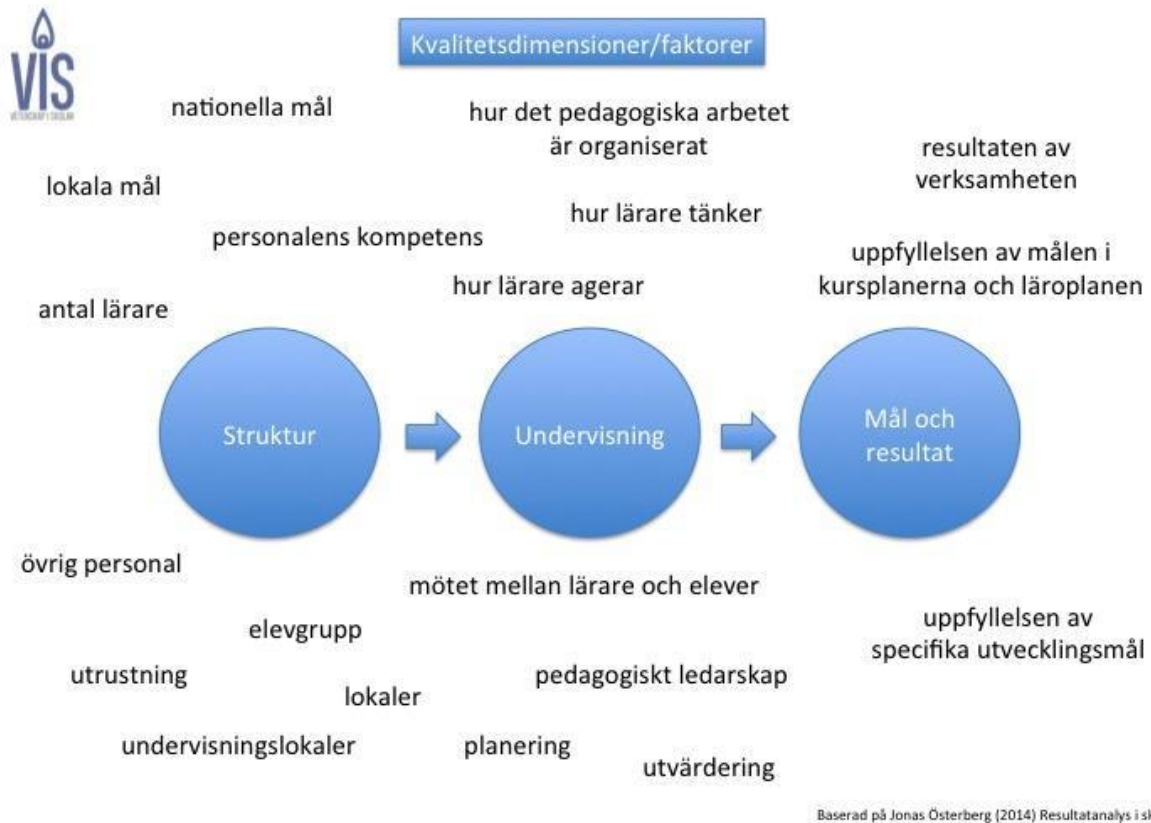 VIS
VETENSKAP I SKOLAN
Kvalitetsdimensioner/faktorer
nationella mål
hur det pedagogiska arbetet
är organiserat
resultaten av
verksamheten
lokala mål
hur lärare tänker
personalens kompetens
uppfyllelsen av målen i
kursplanerna och läroplanen
hur lärare agerar
antal lärare
Struktur
Undervisning
Mål och
resultat
övrig personal
mötet mellan lärare och elever
elevgrupp
uppfyllelsen av
specifika utvecklingsmål
utrustning
pedagogiskt ledarskap
lokaler
undervisningslokaler
planering
utvärdering
Baserad på Jonas Österberg (2014) Resultatanalys i sk